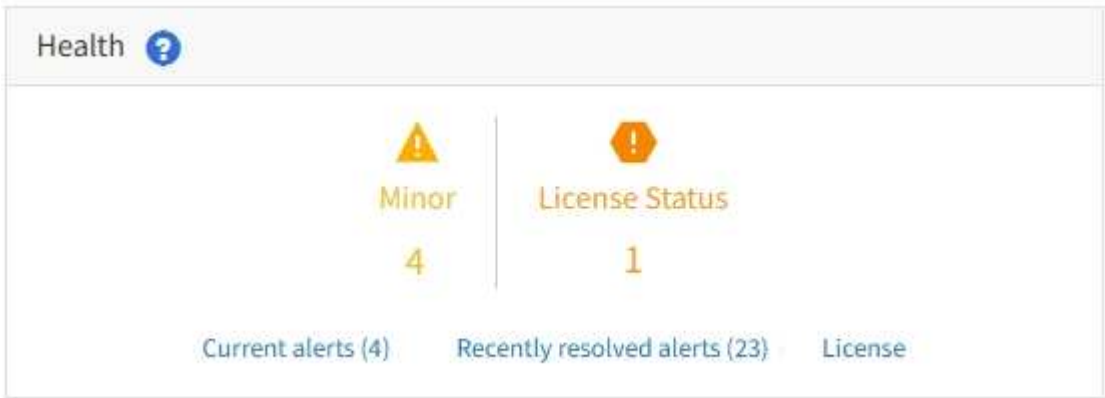 Health ?
Minor
License Status
4
1
Current alerts (4)
Recently resolved alerts (23)
License